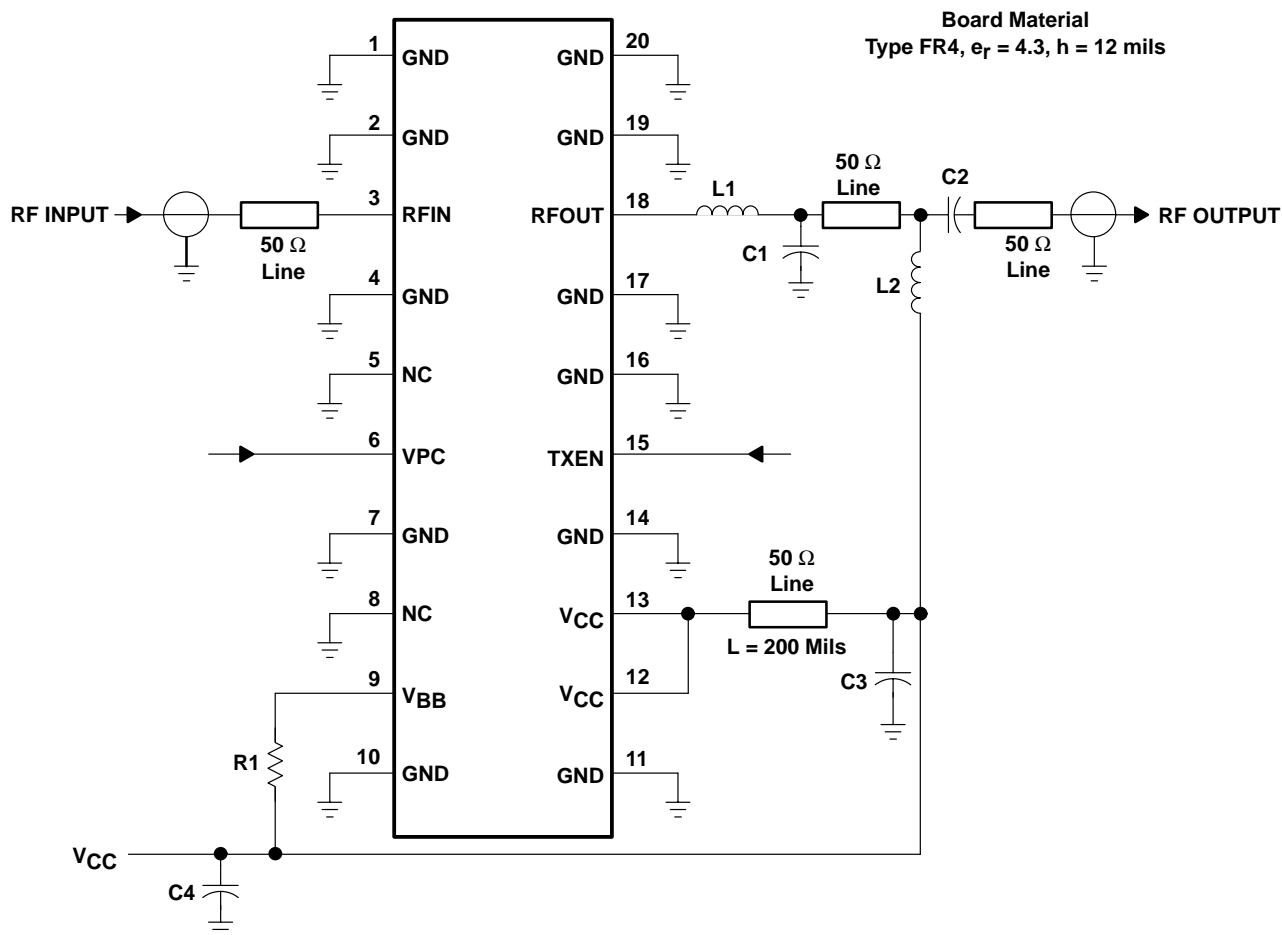 Board Material
Type FR4, er = 4.3, h = 12 mils
1
GND
GND
20
2
GND
GND
19
RF INPUT
50 Ω
Line
3
RFIN
RFOUT
18
L1
C1
50 Ω
Line
C2
50 Ω
Line
RF OUTPUT
L2
4
GND
GND
17
5
NC
GND
16
6
VPC
TXEN
15
7
GND
GND
14
8
NC
VCC
13
50 Ω
Line
L = 200 Mils
C3
9
VBB
VCC
12
R1
10
GND
GND
11
VCC
C4